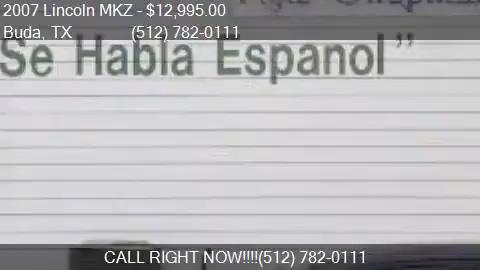 2007 Lincoln MKZ - $12,995.00
Buda, TX (512) 782-0111
Se Habla Espanol”
CALL RIGHT NOW!!!!(512) 782-0111